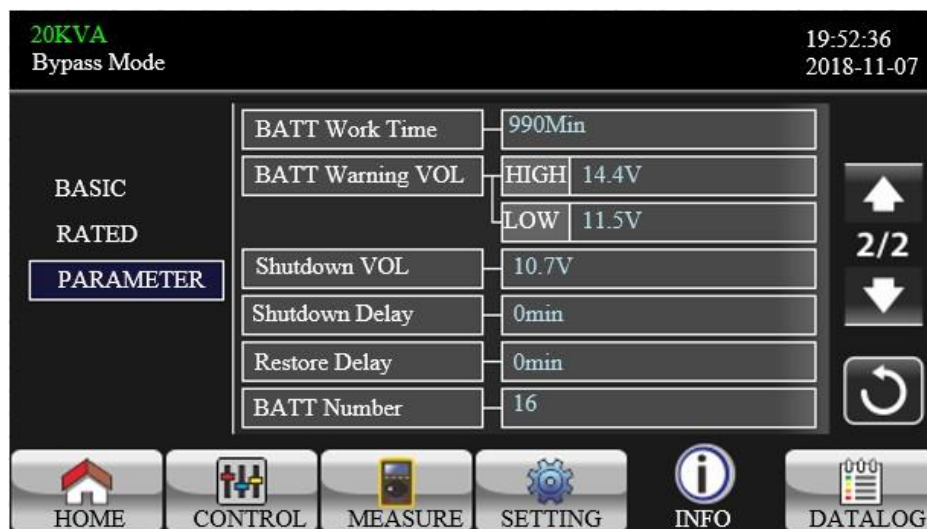 20KVA
19:52:36
Bypass Mode
2018-11-07
BASIC
RATED
PARAMETER
BATT Work Time 990Min
BATT Warning VOL HIGH 14.4V
LOW 11.5V
Shutdown VOL 10.7V
Shutdown Delay 0min
Restore Delay 0min
BATT Number 16
2/2
HOME CONTROL MEASURE SETTING INFO DATALOG